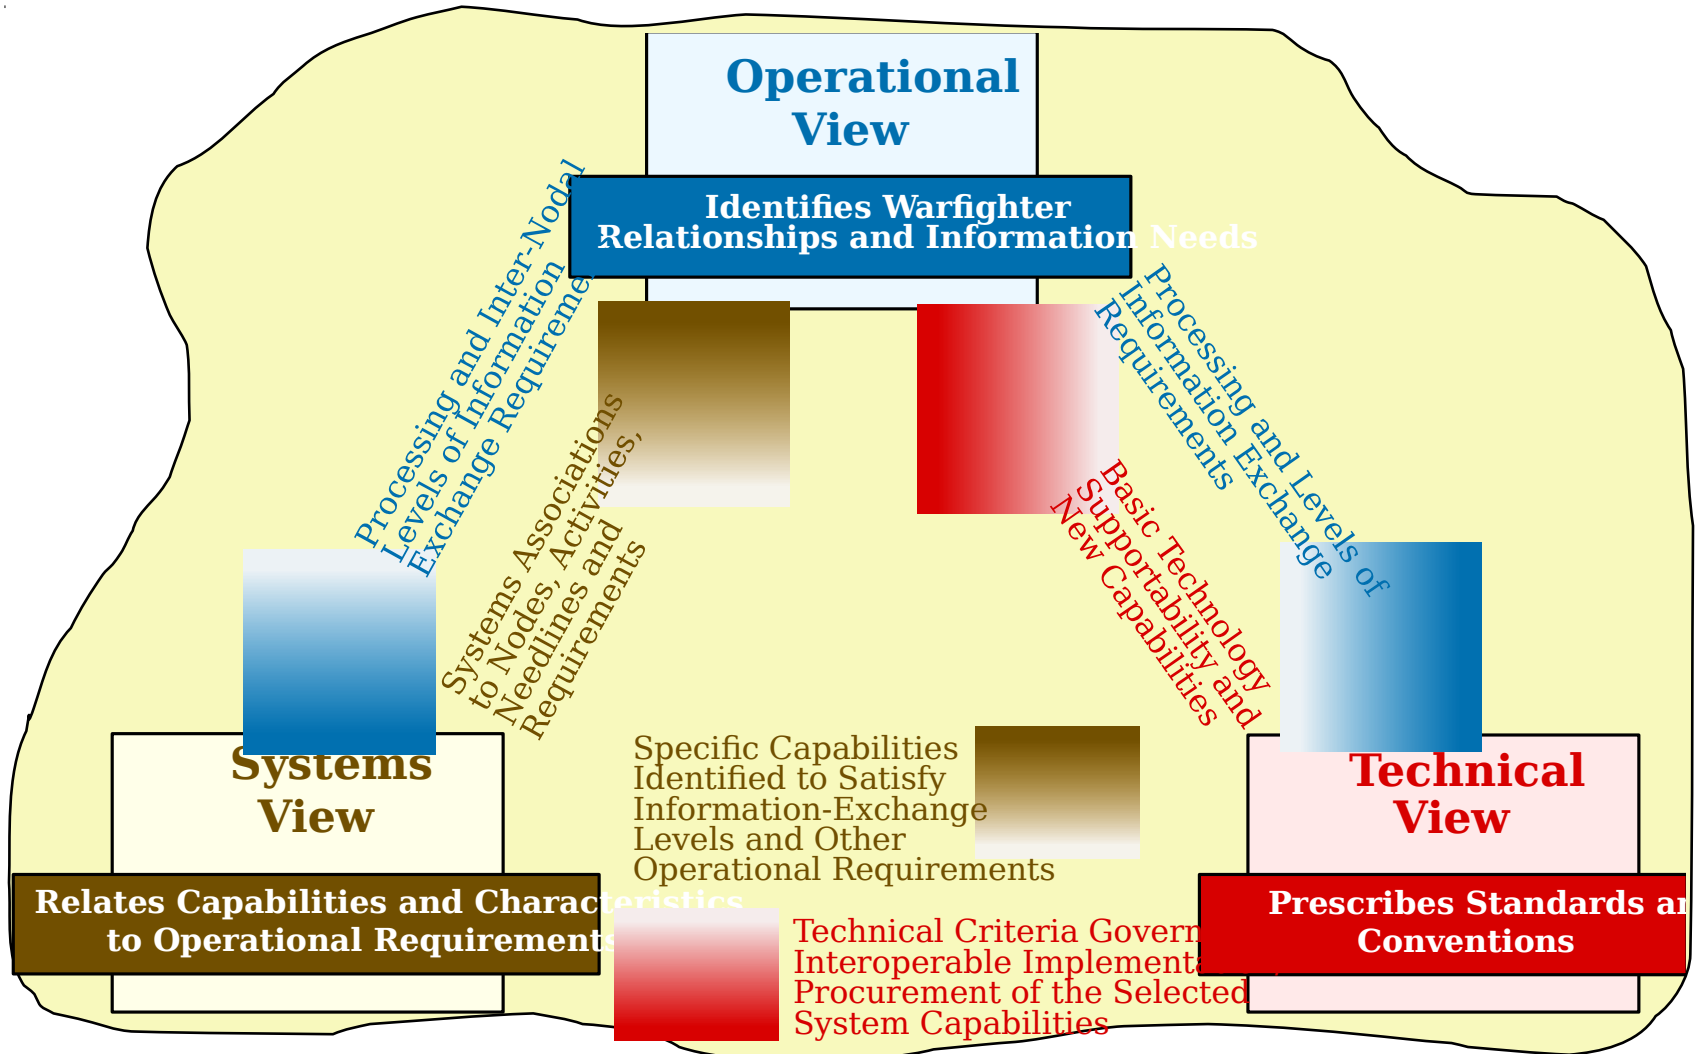 Operational
View
Identifies Warfighter
Relationships and Information Needs
Processing and Inter-Nodal
Levels of Information
Exchange Requireme
Systems Associations
to Nodes, Activities,
Needlines and
Requirements
Processing and Levels of
Information Exchange
Requirements
Basic Technology
Supportability and
New Capabilities
Systems
View
Relates Capabilities and Characteristics
to Operational Requirements
Specific Capabilities
Identified to Satisfy
Information-Exchange
Levels and Other
Operational Requirements
Technical Criteria Govern
Interoperable Implementa
Procurement of the Selected
System Capabilities
Technical
View
Prescribes Standards
Conventions